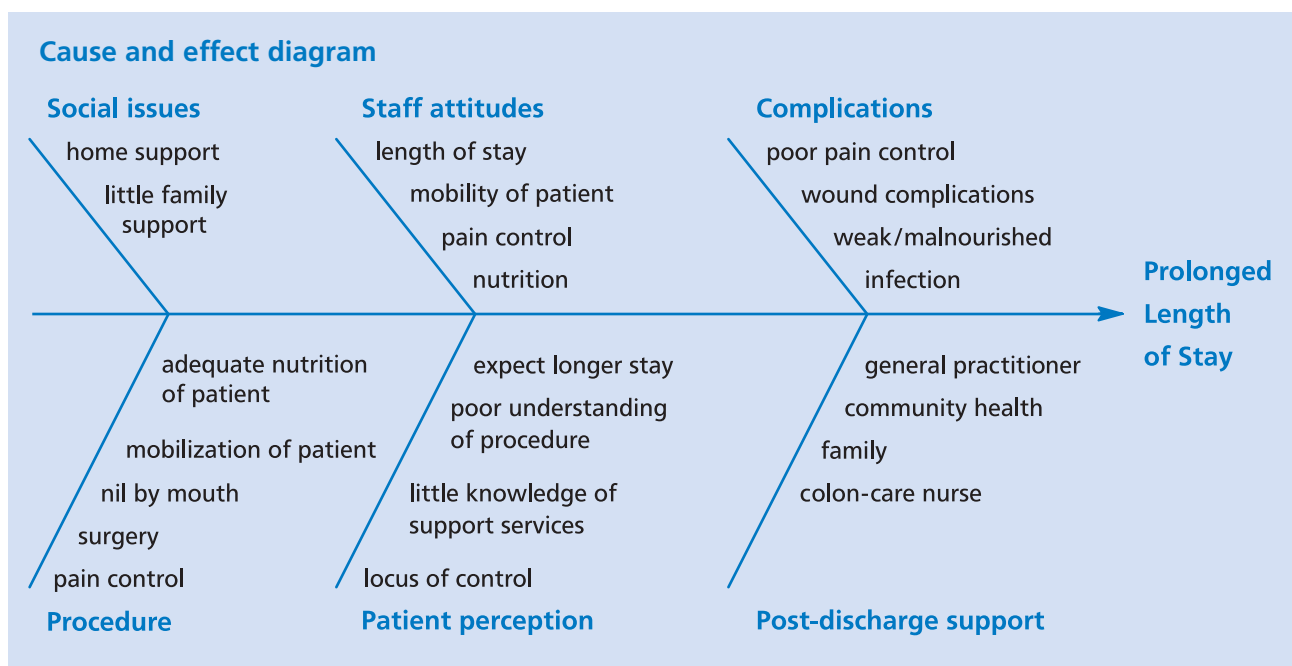 Cause and effect diagram
Social issues
home support
little family
support
Staff attitudes
length of stay
mobility of patient
pain control
nutrition
Complications
poor pain control
wound complications
weak/malnourished
infection
Prolonged
Length
of Stay
adequate nutrition
of patient
mobilization of patient
nil by mouth
surgery
pain control
Procedure
expect longer stay
poor understanding
of procedure
little knowledge of
support services
locus of control
Patient perception
general practitioner
community health
family
colon-care nurse
Post-discharge support